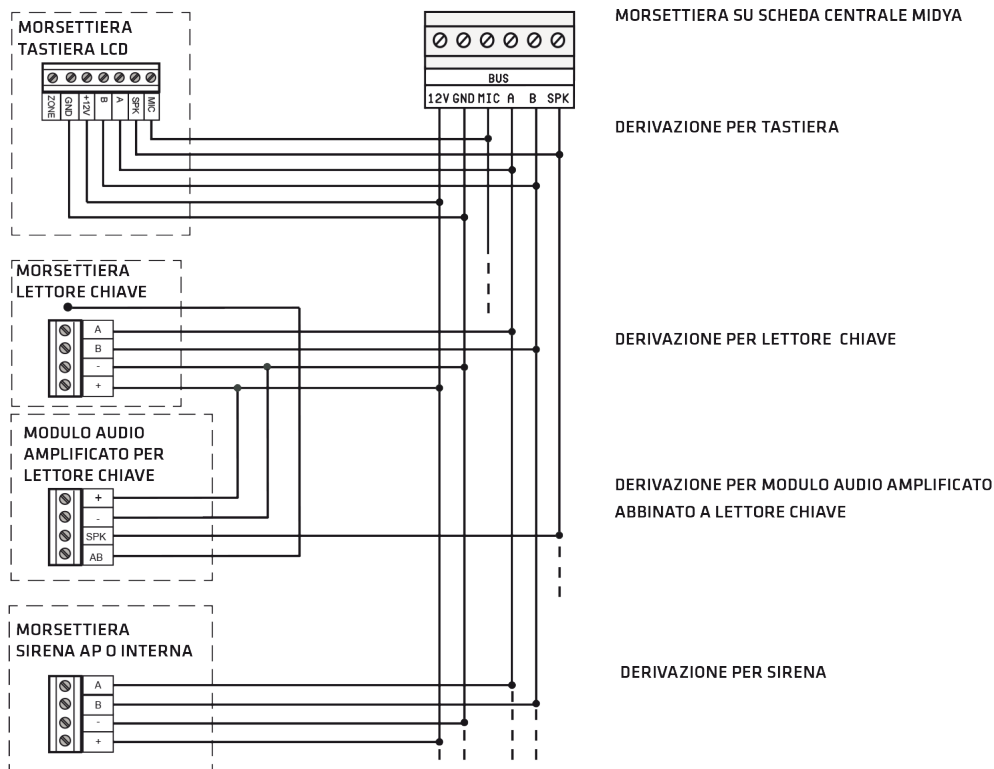 MORSETTIERA SU SCHEDA CENTRALE MIDYA
MORSETTIERA
TASTIERA LCD
ZONE
GND
+12V
B
A
SPK
MIC
BUS
12V GND MIC A B SPK
DERIVAZIONE PER TASTIERA
MORSETTIERA
LETTORE CHIAVE
A
B
-
+
DERIVAZIONE PER LETTORE CHIAVE
MODULO AUDIO
AMPLIFICATO PER
LETTORE CHIAVE
+
-
SPK
AB
DERIVAZIONE PER MODULO AUDIO AMPLIFICATO
ABBINATO A LETTORE CHIAVE
MORSETTIERA
SIRENA AP O INTERNA
A
B
-
+
DERIVAZIONE PER SIRENA